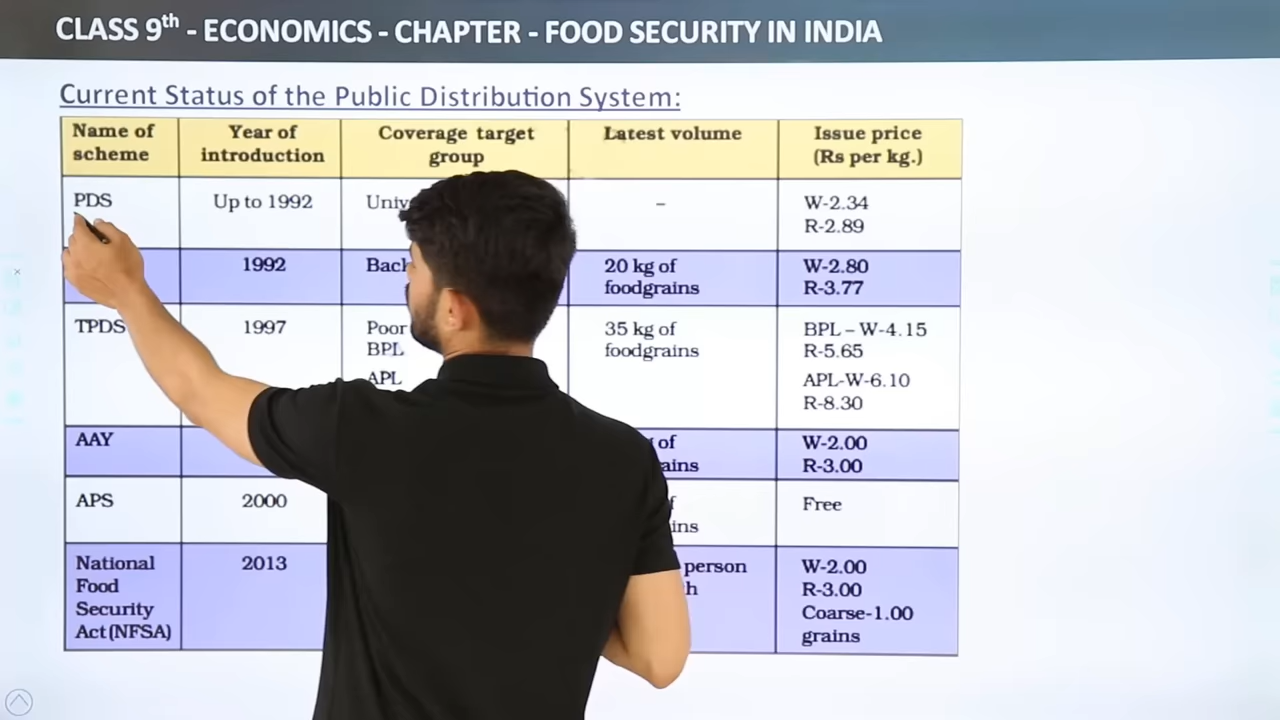 CLASS 9th - ECONOMICS - CHAPTER - FOOD SECURITY IN INDIA
Current Status of the Public Distribution System:
Name of scheme
Year of introduction
Coverage target group
Latest volume
Issue price (Rs per kg.)
PDS
Up to 1992
–
W-2.34
R-2.89
1992
20 kg of foodgrains
W-2.80
R-3.77
TPDS
1997
Poor
BPL
APL
35 kg of foodgrains
BPL – W-4.15
R-5.65
APL-W-6.10
R-8.30
AAY
of
W-2.00
R-3.00
APS
2000
Free
National Food Security Act (NFSA)
2013
person
W-2.00
R-3.00
Coarse-1.00
grains